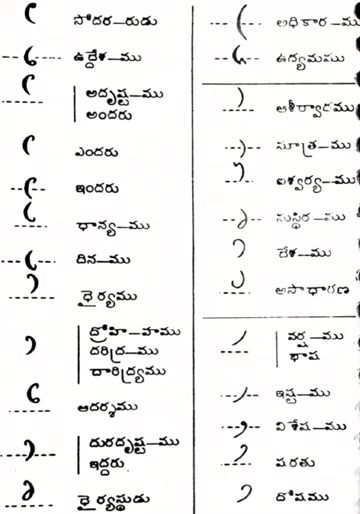 సోదర—రుడు
ఉద్దేశ—ము
అదృష్ట—ము
అందరు
ఎందరు
ఇందరు
ధాన్య—ము
దిన—ము
ధైర్యము
ద్రోహి—హము
దరిద్ర—ము
దారిద్ర్యము
ఆదర్శము
దురదృష్ట—ము
ఇద్దరు
ధైర్యస్థుడు
అధికార—ము
ఉద్యమము
ఆశీర్వాదము
సూత్ర—ము
ఐశ్వర్య—ము
సుస్థిర—ము
దేశ—ము
అసాధారణ
వర్ష—ము
భాష
ఇష్ట—ము
విశేష—ము
పరతు
దోషము